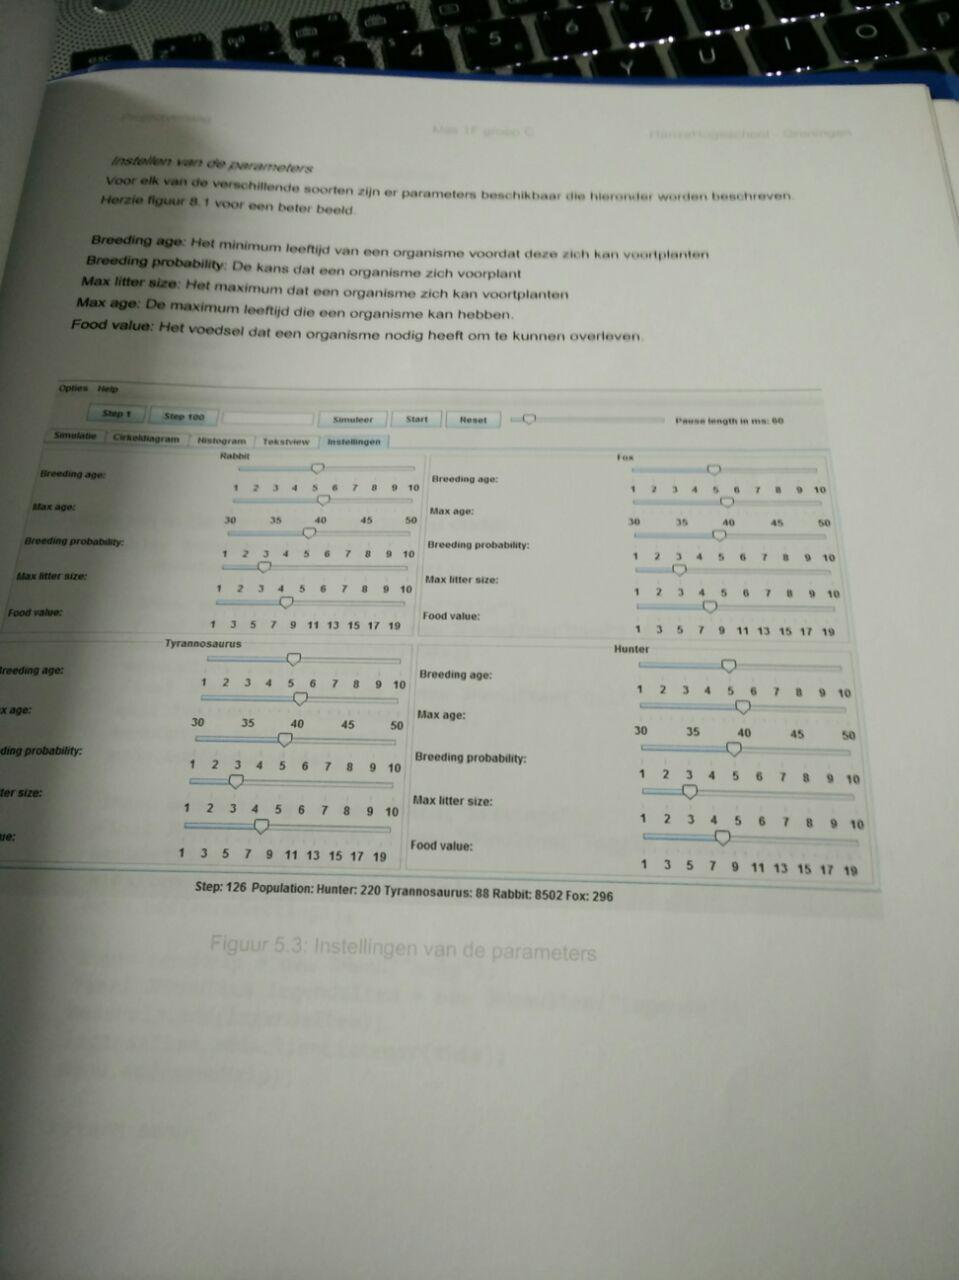 Projectverslag Max 1F groep C Hanzehogeschool - Groningen
Instellen van de parameters
Voor elk van de verschillende soorten zijn er parameters beschikbaar die hieronder worden beschreven.
Herzie figuur 8.1 voor een beter beeld.
Breeding age: Het minimum leeftijd van een organisme voordat deze zich kan voortplanten
Breeding probability: De kans dat een organisme zich voorplant
Max litter size: Het maximum dat een organisme zich kan voortplanten
Max age: De maximum leeftijd die een organisme kan hebben.
Food value: Het voedsel dat een organisme nodig heeft om te kunnen overleven.
Opties Help
Step 1 Step 100 Simuleer Start Reset Pause length in ms: 60
Simulatie Cirkeldiagram Histogram Tekstview Instellingen
Rabbit
Breeding age:
1 2 3 4 5 6 7 8 9 10
Max age:
30 35 40 45 50
Breeding probability:
1 2 3 4 5 6 7 8 9 10
Max litter size:
1 2 3 4 5 6 7 8 9 10
Food value:
1 3 5 7 9 11 13 15 17 19
Fox
Breeding age:
1 2 3 4 5 6 7 8 9 10
Max age:
30 35 40 45 50
Breeding probability:
1 2 3 4 5 6 7 8 9 10
Max litter size:
1 2 3 4 5 6 7 8 9 10
Food value:
1 3 5 7 9 11 13 15 17 19
Tyrannosaurus
reeding age:
1 2 3 4 5 6 7 8 9 10
x age:
30 35 40 45 50
ding probability:
1 2 3 4 5 6 7 8 9 10
ter size:
1 2 3 4 5 6 7 8 9 10
ue:
1 3 5 7 9 11 13 15 17 19
Hunter
Breeding age:
1 2 3 4 5 6 7 8 9 10
Max age:
30 35 40 45 50
Breeding probability:
1 2 3 4 5 6 7 8 9 10
Max litter size:
1 2 3 4 5 6 7 8 9 10
Food value:
1 3 5 7 9 11 13 15 17 19
Step: 126 Population: Hunter: 220 Tyrannosaurus: 88 Rabbit: 8502 Fox: 296
Figuur 5.3: Instellingen van de parameters